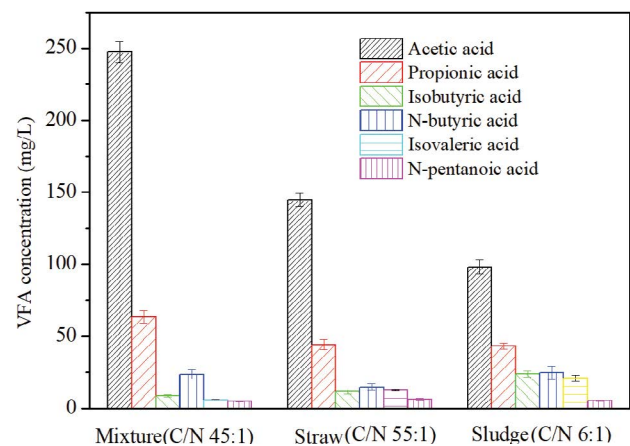 250
200
150
100
50
0
VFA concentration (mg/L)
Acetic acid
Propionic acid
Isobutyric acid
N-butyric acid
Isovaleric acid
N-pentanoic acid
Mixture(C/N 45:1) Straw(C/N 55:1) Sludge(C/N 6:1)